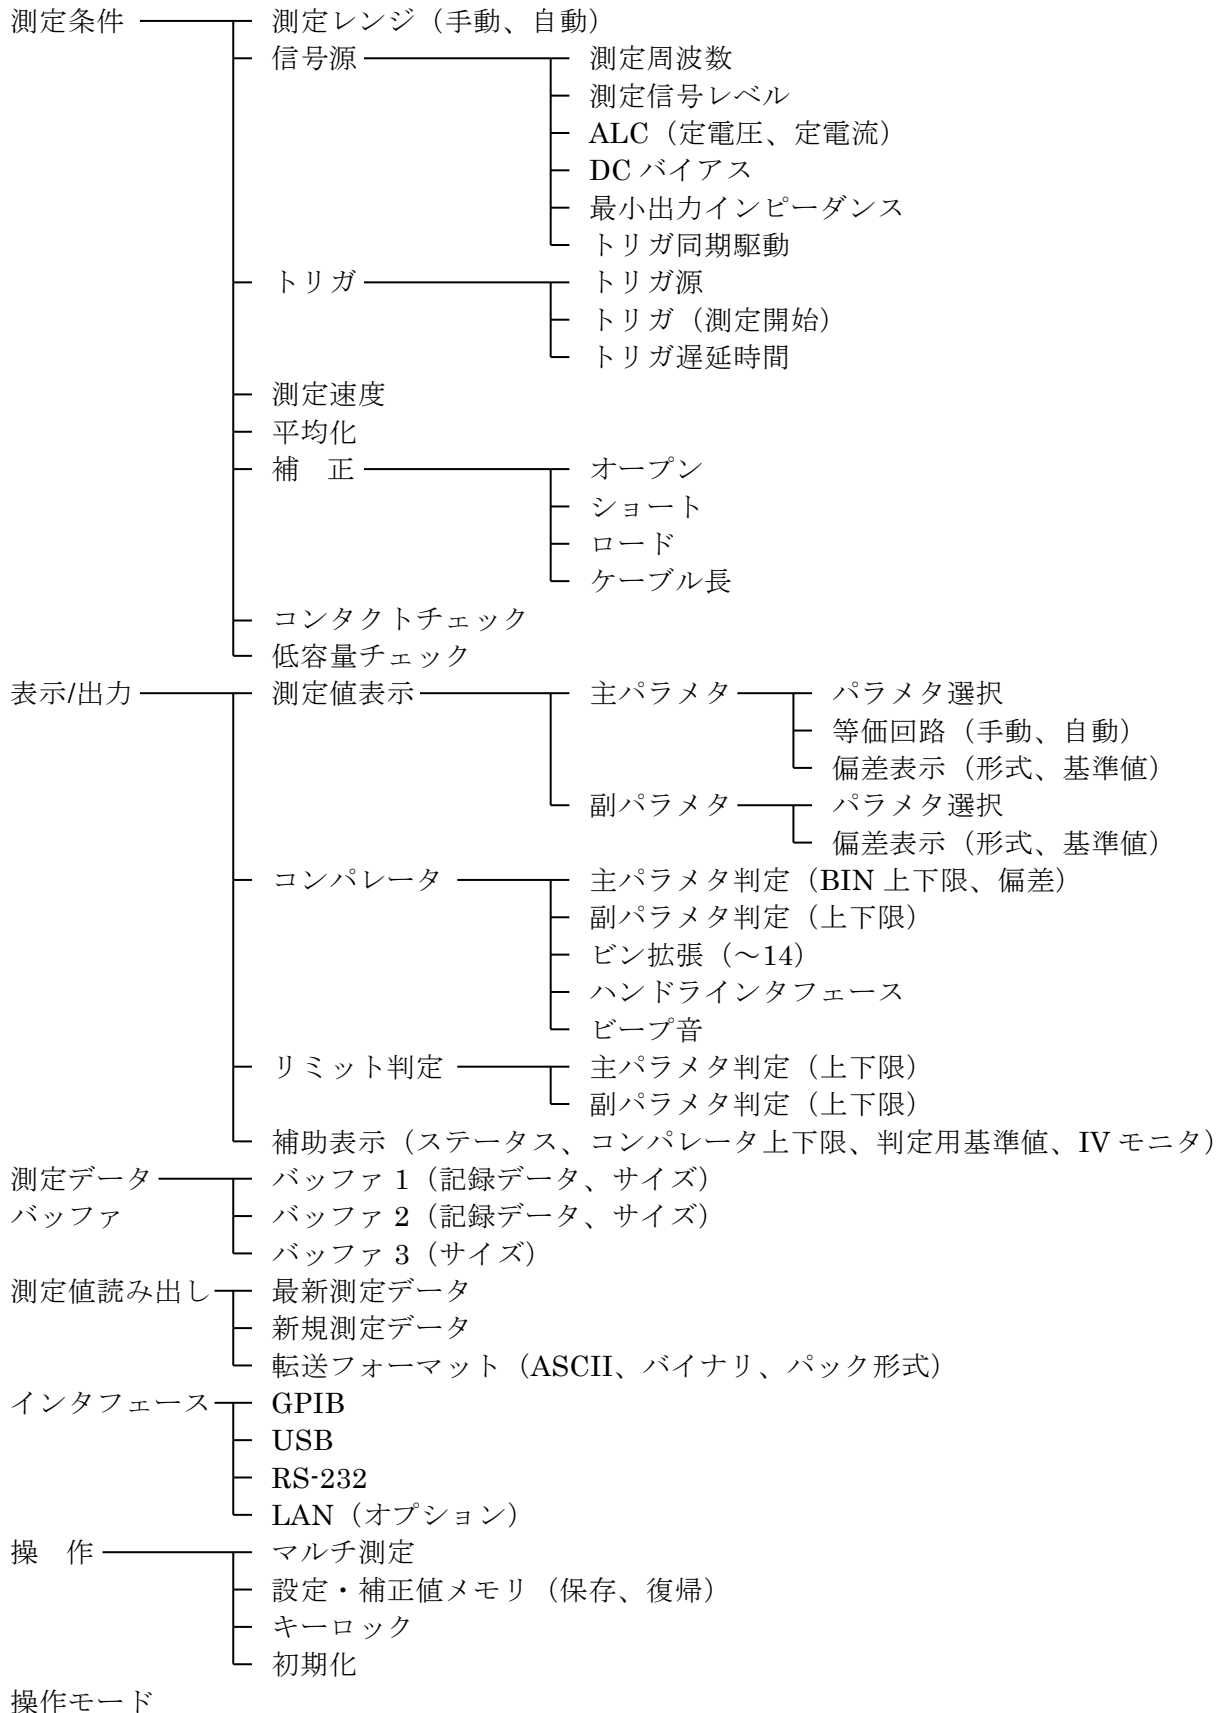 測定条件 測定レンジ（手動、自動）
信号源 測定周波数
測定信号レベル
ALC（定電圧、定電流）
DC バイアス
最小出力インピーダンス
トリガ同期駆動
トリガ トリガ源
トリガ（測定開始）
トリガ遅延時間
測定速度
平均化
補　正 オープン
ショート
ロード
ケーブル長
コンタクトチェック
低容量チェック
表示/出力 測定値表示 主パラメタ パラメタ選択
等価回路（手動、自動）
偏差表示（形式、基準値）
副パラメタ パラメタ選択
偏差表示（形式、基準値）
コンパレータ 主パラメタ判定（BIN 上下限、偏差）
副パラメタ判定（上下限）
ビン拡張（～14）
ハンドラインタフェース
ビープ音
リミット判定 主パラメタ判定（上下限）
副パラメタ判定（上下限）
補助表示（ステータス、コンパレータ上下限、判定用基準値、IV モニタ）
測定データ バッファ 1（記録データ、サイズ）
バッファ バッファ 2（記録データ、サイズ）
バッファ 3（サイズ）
測定値読み出し 最新測定データ
新規測定データ
転送フォーマット（ASCII、バイナリ、パック形式）
インタフェース GPIB
USB
RS-232
LAN（オプション）
操　作 マルチ測定
設定・補正値メモリ（保存、復帰）
キーロック
初期化
操作モード